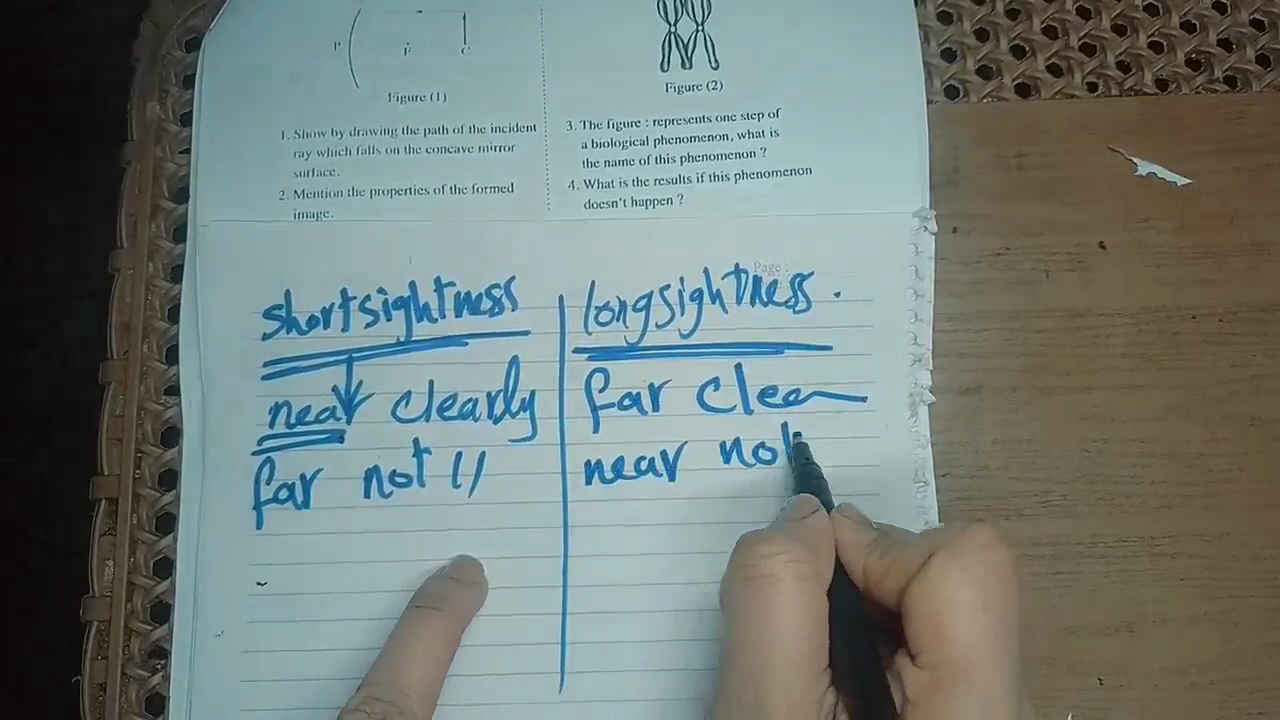 P
F
C
Figure (1)
1. Show by drawing the path of the incident
ray which falls on the concave mirror
surface.
2. Mention the properties of the formed
image.
Figure (2)
3. The figure : represents one step of
a biological phenomenon, what is
the name of this phenomenon ?
4. What is the results if this phenomenon
doesn't happen ?
Page :
shortsightness
near clearly
far not //
longsightness.
far clear
near not